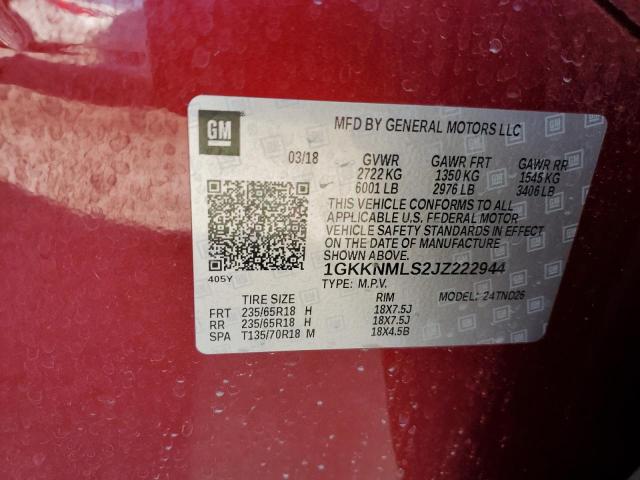 GM
MFD BY GENERAL MOTORS LLC
03/18 GVWR GAWR FRT GAWR RR
2722 KG 1350 KG 1545 KG
6001 LB 2976 LB 3406 LB
THIS VEHICLE CONFORMS TO ALL
APPLICABLE U.S. FEDERAL MOTOR
VEHICLE SAFETY STANDARDS IN EFFECT
ON THE DATE OF MANUFACTURE
SHOWN ABOVE.
1GKKNMLS2JZ222944
405Y
TYPE: M.P.V.
TIRE SIZE RIM MODEL: 24TND26
FRT 235/65R18 H 18X7.5J
RR 235/65R18 H 18X7.5J
SPA T135/70R18 M 18X4.5B